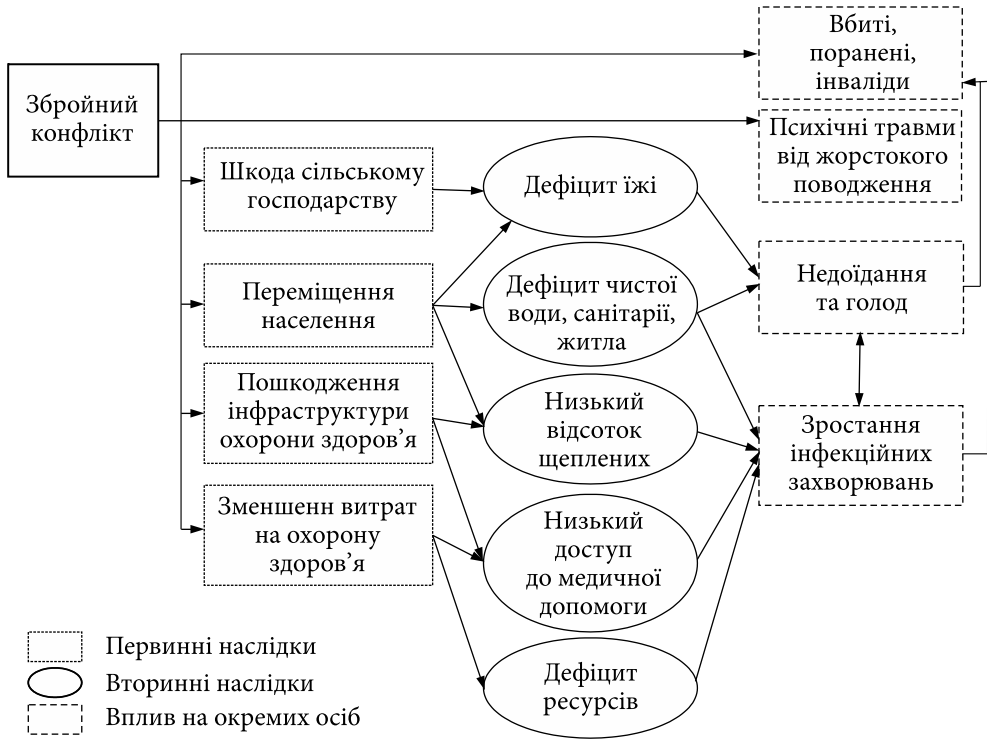 Збройний
конфлікт
Вбиті,
поранені,
інваліди
Психічні травми
від жорстокого
поводження
Шкода сільському
господарству
Дефіцит їжі
Переміщення
населення
Дефіцит чистої
води, санітарії,
житла
Недоїдання
та голод
Пошкодження
інфраструктури
охорони здоров’я
Низький
відсоток
щеплених
Зростання
інфекційних
захворювань
Зменшенн витрат
на охорону
здоров’я
Низький
доступ
до медичної
допомоги
Дефіцит
ресурсів
Первинні наслідки
Вторинні наслідки
Вплив на окремих осіб